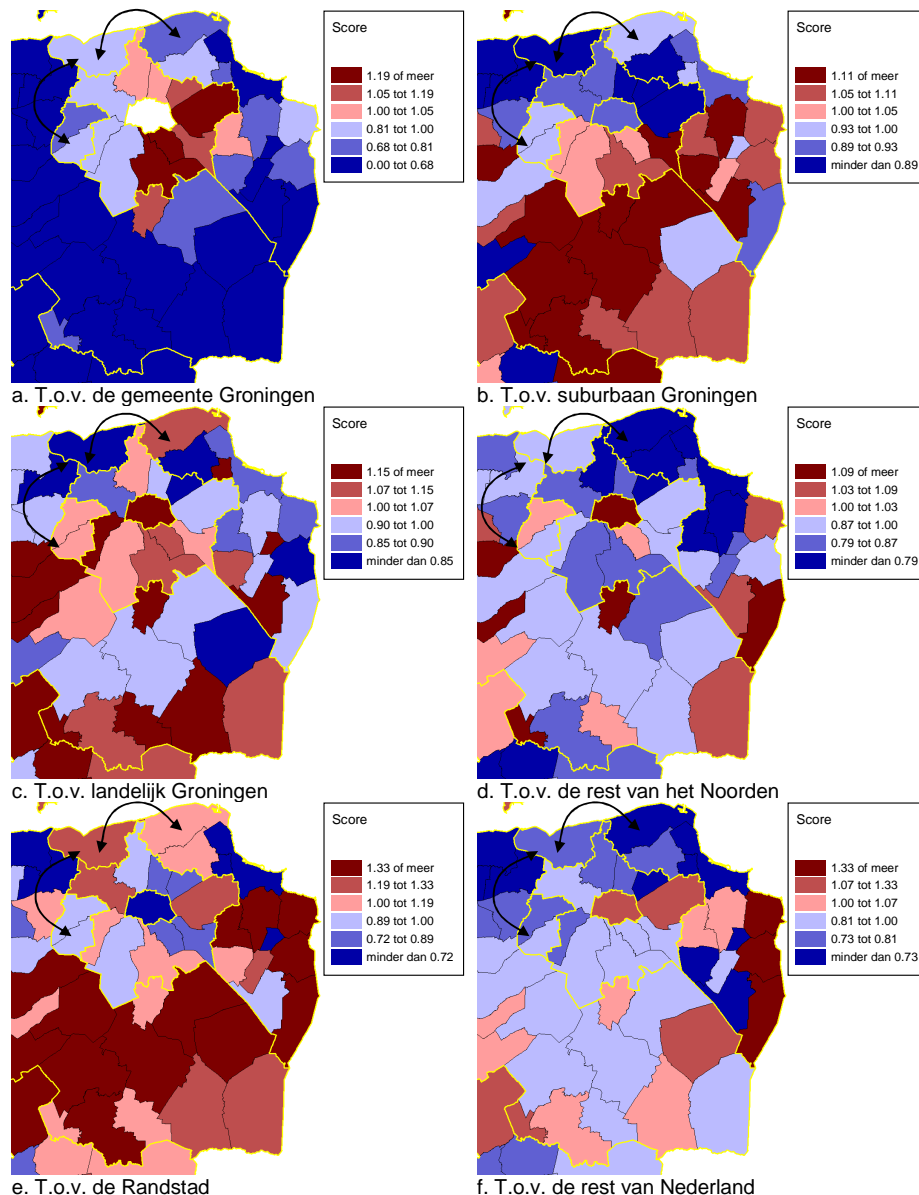 Score
1.19 of meer
1.05 tot 1.19
1.00 tot 1.05
0.81 tot 1.00
0.68 tot 0.81
0.00 tot 0.68
a. T.o.v. de gemeente Groningen
Score
1.11 of meer
1.05 tot 1.11
1.00 tot 1.05
0.93 tot 1.00
0.89 tot 0.93
minder dan 0.89
b. T.o.v. suburbaan Groningen
Score
1.15 of meer
1.07 tot 1.15
1.00 tot 1.07
0.90 tot 1.00
0.85 tot 0.90
minder dan 0.85
c. T.o.v. landelijk Groningen
Score
1.09 of meer
1.03 tot 1.09
1.00 tot 1.03
0.87 tot 1.00
0.79 tot 0.87
minder dan 0.79
d. T.o.v. de rest van het Noorden
Score
1.33 of meer
1.19 tot 1.33
1.00 tot 1.19
0.89 tot 1.00
0.72 tot 0.89
minder dan 0.72
e. T.o.v. de Randstad
Score
1.33 of meer
1.07 tot 1.33
1.00 tot 1.07
0.81 tot 1.00
0.73 tot 0.81
minder dan 0.73
f. T.o.v. de rest van Nederland